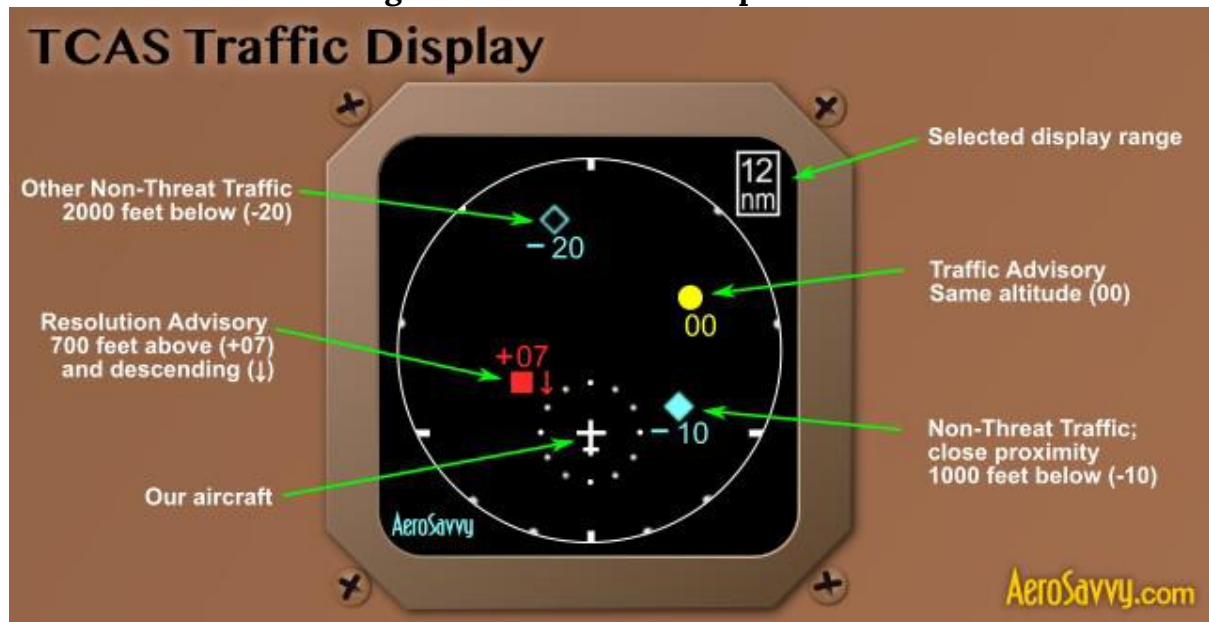 TCAS Traffic Display
Selected display range
12
nm
Other Non-Threat Traffic
2000 feet below (-20)
− 20
Traffic Advisory
Same altitude (00)
00
Resolution Advisory
700 feet above (+07)
and descending (↓)
+07
↓
− 10
Non-Threat Traffic;
close proximity
1000 feet below (-10)
Our aircraft
AeroSavvy
AeroSavvy.com